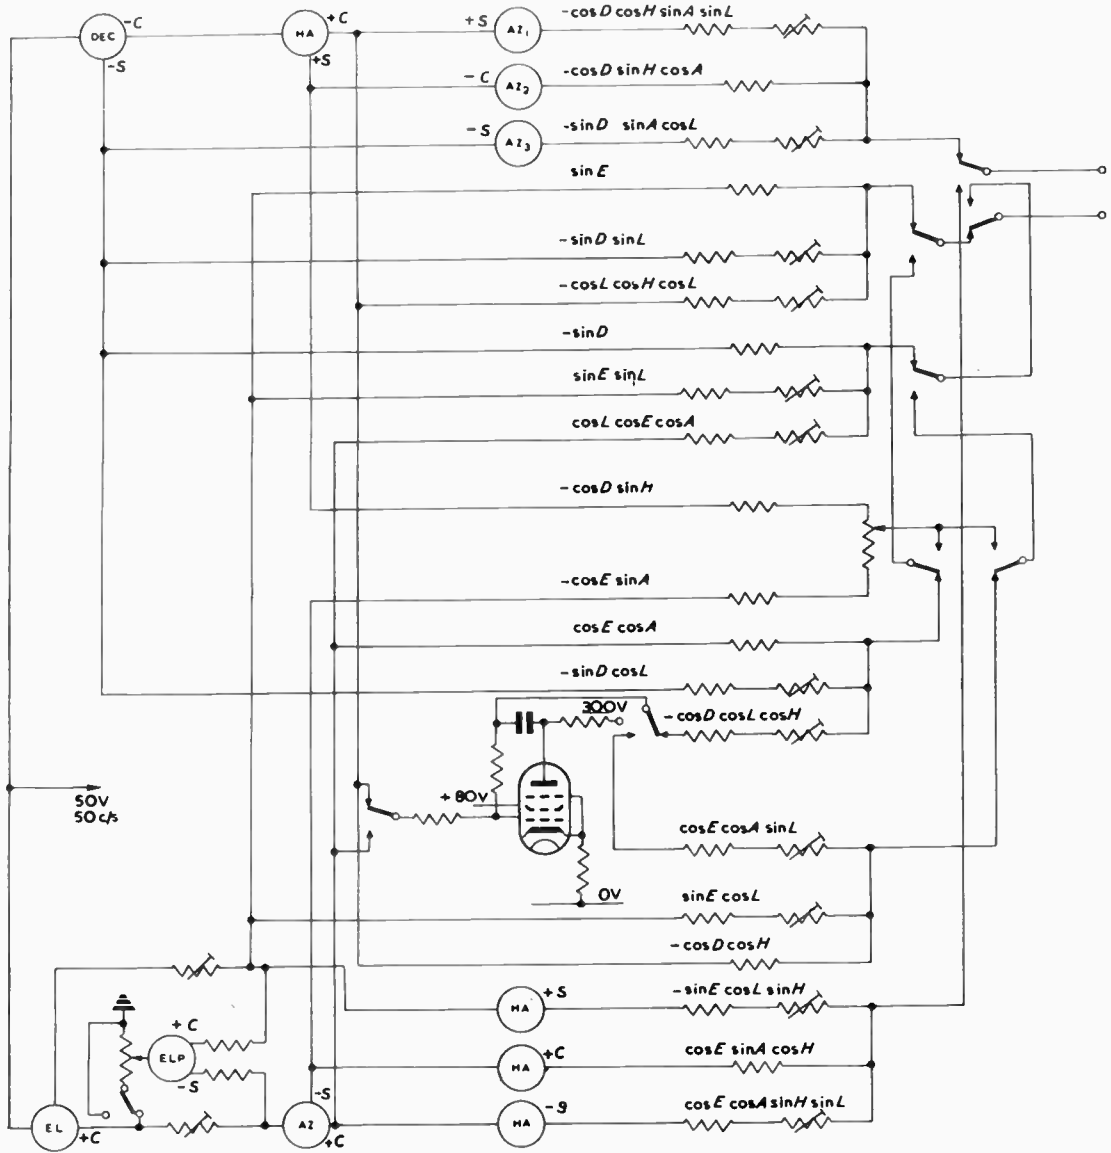 DEC
-C
-S
HA
+C
+S
+S
AZ₁
-cosD cosH sinA sinL
-C
AZ₂
-cosD sinH cosA
-S
AZ₃
-sinD sinA cosL
sinE
-sinD sinL
-cosL cosH cosL
-sinD
sinE sinL
cosL cosE cosA
-cosD sinH
-cosE sinA
cosE cosA
-sinD cosL
300V
-cosD cosL cosH
50V
50c/s
+80V
cosE cosA sinL
0V
sinE cosL
-cosD cosH
HA
+S
-sinE cosL sinH
+C
ELP
-S
HA
+C
cosE sinA cosH
EL
+C
-S
AZ
+C
HA
-9
cosE cosA sinH sinL